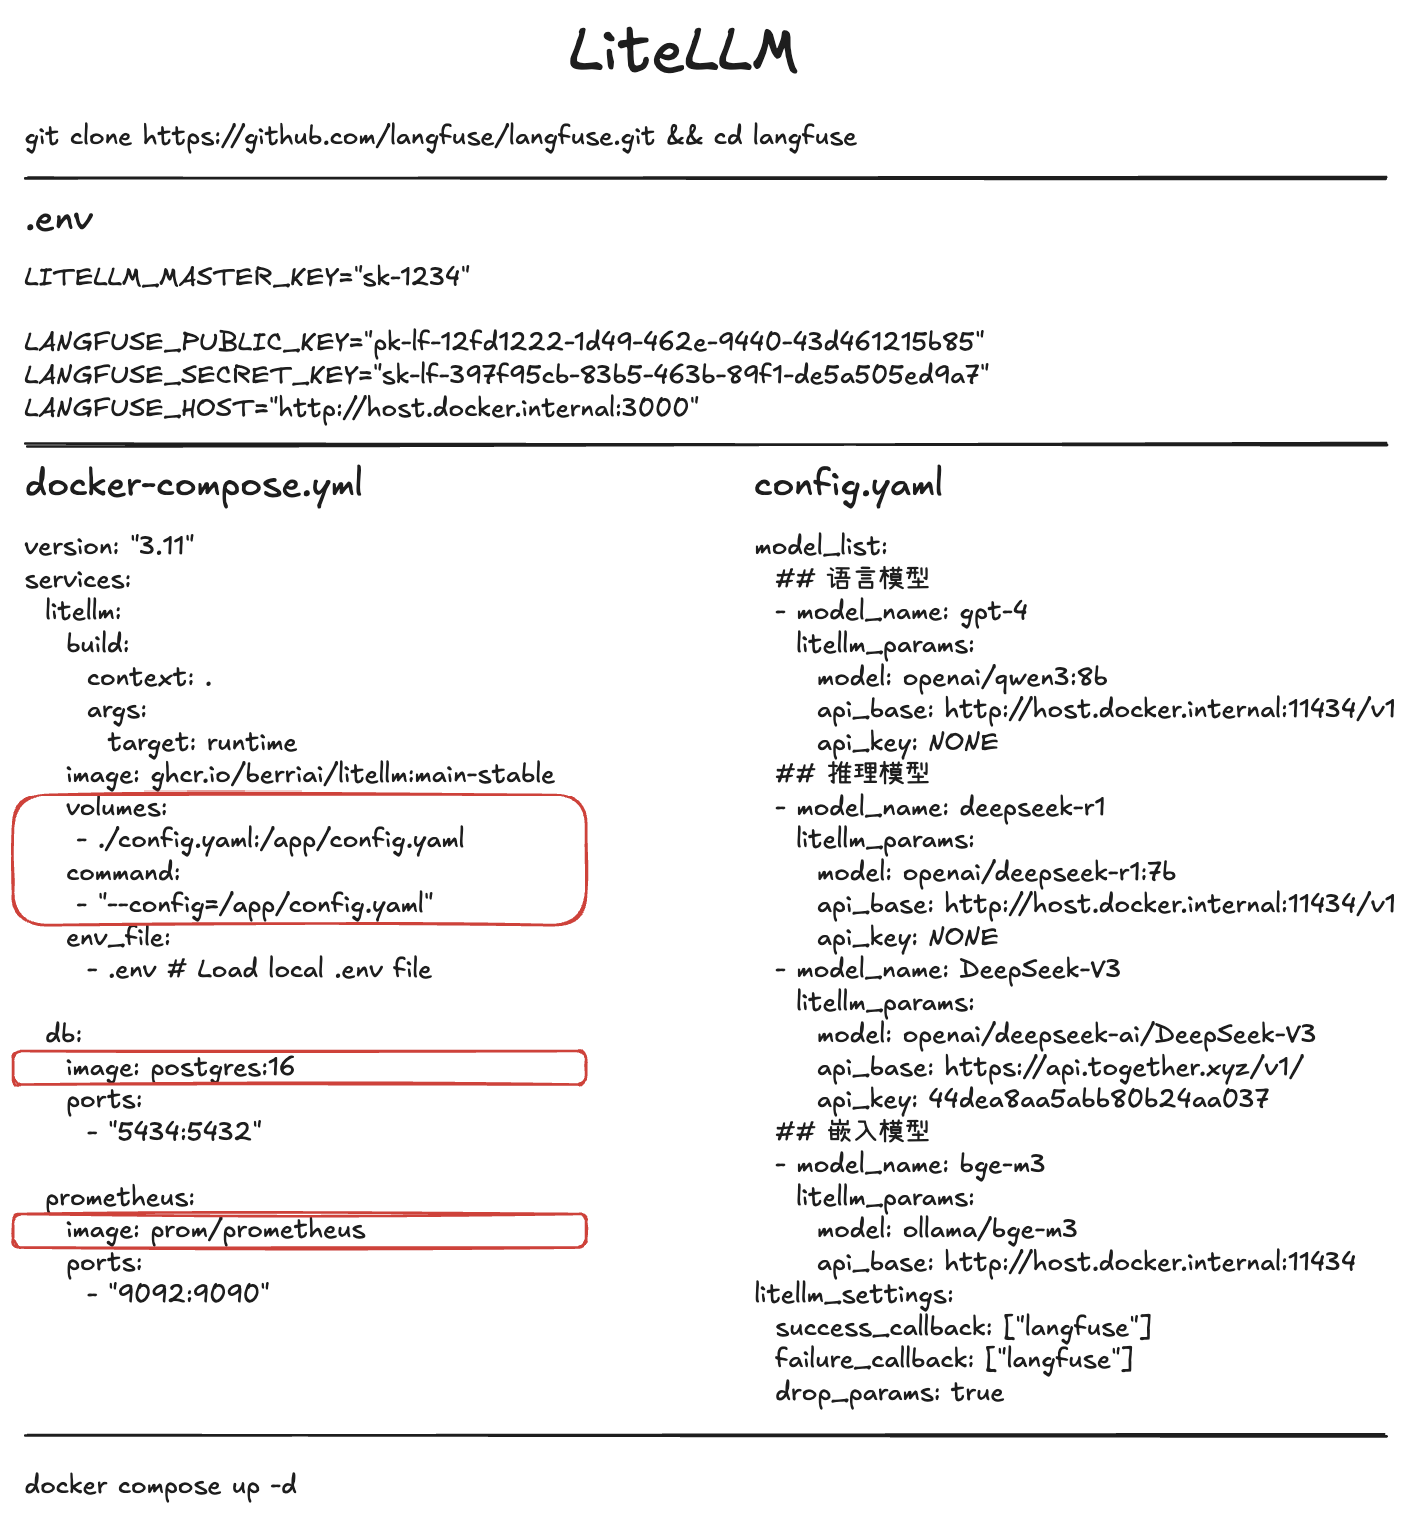 LiteLLM
git clone https://github.com/langfuse/langfuse.git && cd langfuse
.env
LITELLM_MASTER_KEY="sk-1234"
LANGFUSE_PUBLIC_KEY="pk-lf-12fd1222-1d49-462e-9440-43d461215b85"
LANGFUSE_SECRET_KEY="sk-lf-397f95cb-83b5-463b-89f1-de5a505ed9a7"
LANGFUSE_HOST="http://host.docker.internal:3000"
docker-compose.yml
version: "3.11"
services:
  litellm:
    build:
      context: .
      args:
        target: runtime
    image: ghcr.io/berriai/litellm:main-stable
    volumes:
     - ./config.yaml:/app/config.yaml
    command:
     - "--config=/app/config.yaml"
    env_file:
      - .env # Load local .env file
  db:
    image: postgres:16
    ports:
      - "5434:5432"
  prometheus:
    image: prom/prometheus
    ports:
      - "9092:9090"
config.yaml
model_list:
  ## 语言模型
  - model_name: gpt-4
    litellm_params:
      model: openai/qwen3:8b
      api_base: http://host.docker.internal:11434/v1
      api_key: NONE
  ## 推理模型
  - model_name: deepseek-r1
    litellm_params:
      model: openai/deepseek-r1:7b
      api_base: http://host.docker.internal:11434/v1
      api_key: NONE
  - model_name: DeepSeek-V3
    litellm_params:
      model: openai/deepseek-ai/DeepSeek-V3
      api_base: https://api.together.xyz/v1/
      api_key: 44dea8aa5abb80b24aa037
  ## 嵌入模型
  - model_name: bge-m3
    litellm_params:
      model: ollama/bge-m3
      api_base: http://host.docker.internal:11434
litellm_settings:
  success_callback: ["langfuse"]
  failure_callback: ["langfuse"]
  drop_params: true
docker compose up -d